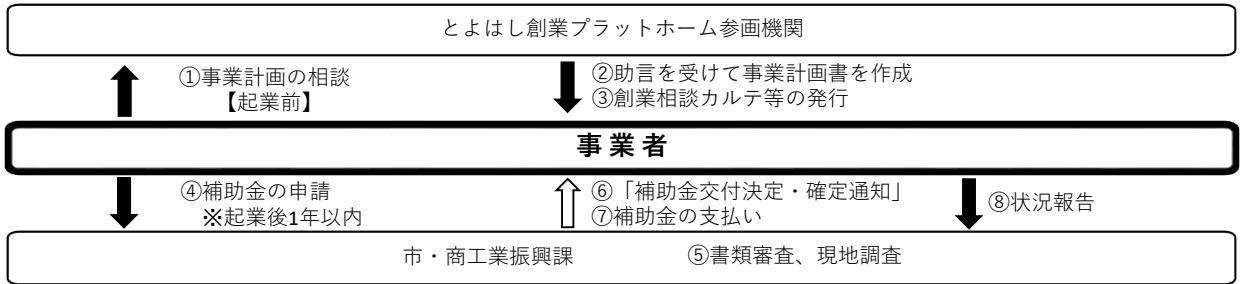 とよはし創業プラットホーム参画機関
①事業計画の相談
【起業前】
②助言を受けて事業計画書を作成
③創業相談カルテ等の発行
事業者
④補助金の申請
※起業後1年以内
⑥「補助金交付決定・確定通知」
⑦補助金の支払い
⑧状況報告
市・商工業振興課
⑤書類審査、現地調査